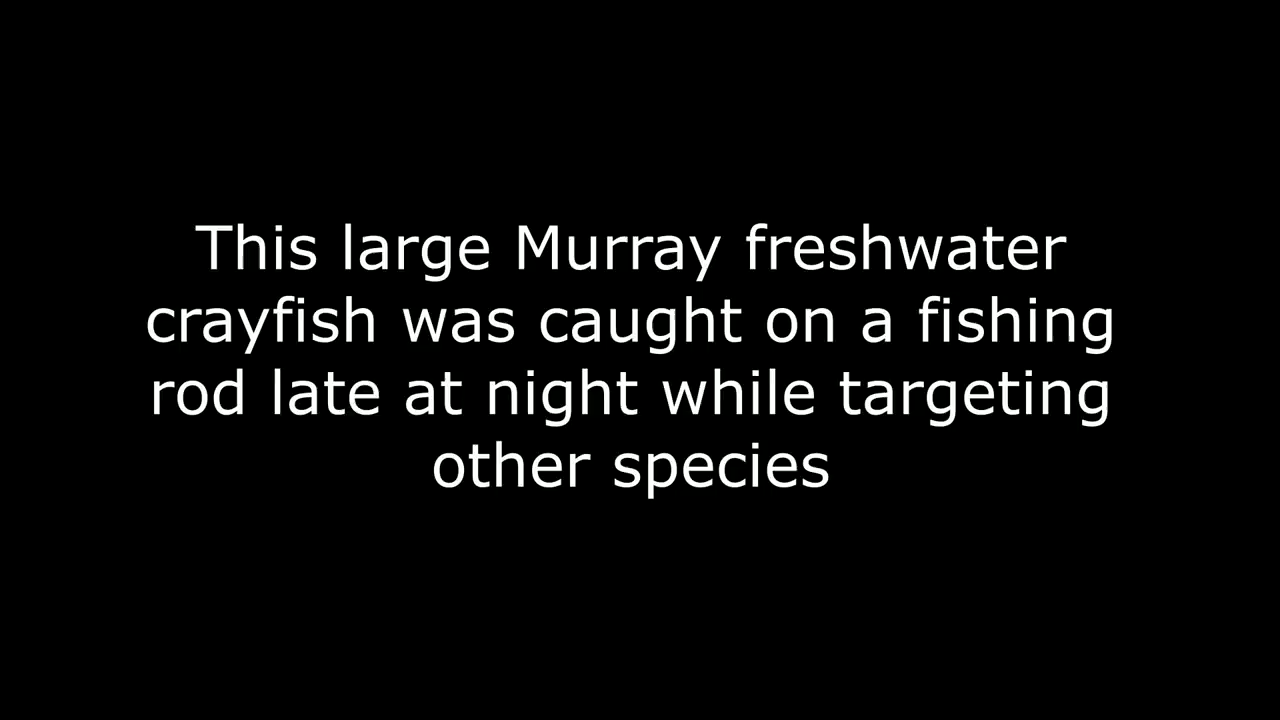 This large Murray freshwater
crayfish was caught on a fishing
rod late at night while targeting
other species